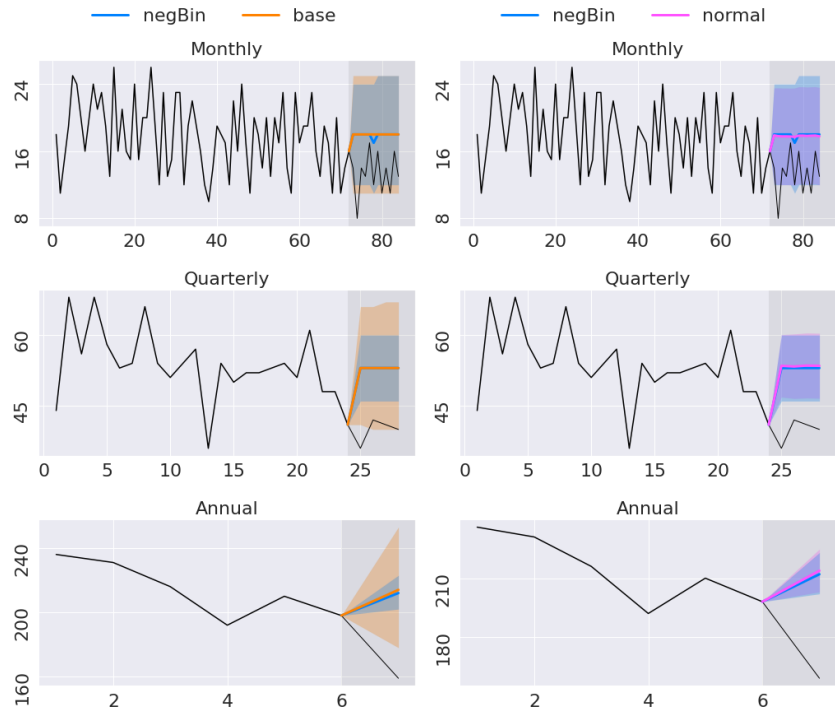 negBin base negBin normal
Monthly Monthly
24 24
16 16
8 8
0 20 40 60 80 0 20 40 60 80
Quarterly Quarterly
60 60
45 45
0 5 10 15 20 25 0 5 10 15 20 25
Annual Annual
240 210
200 180
160
2 4 6 2 4 6